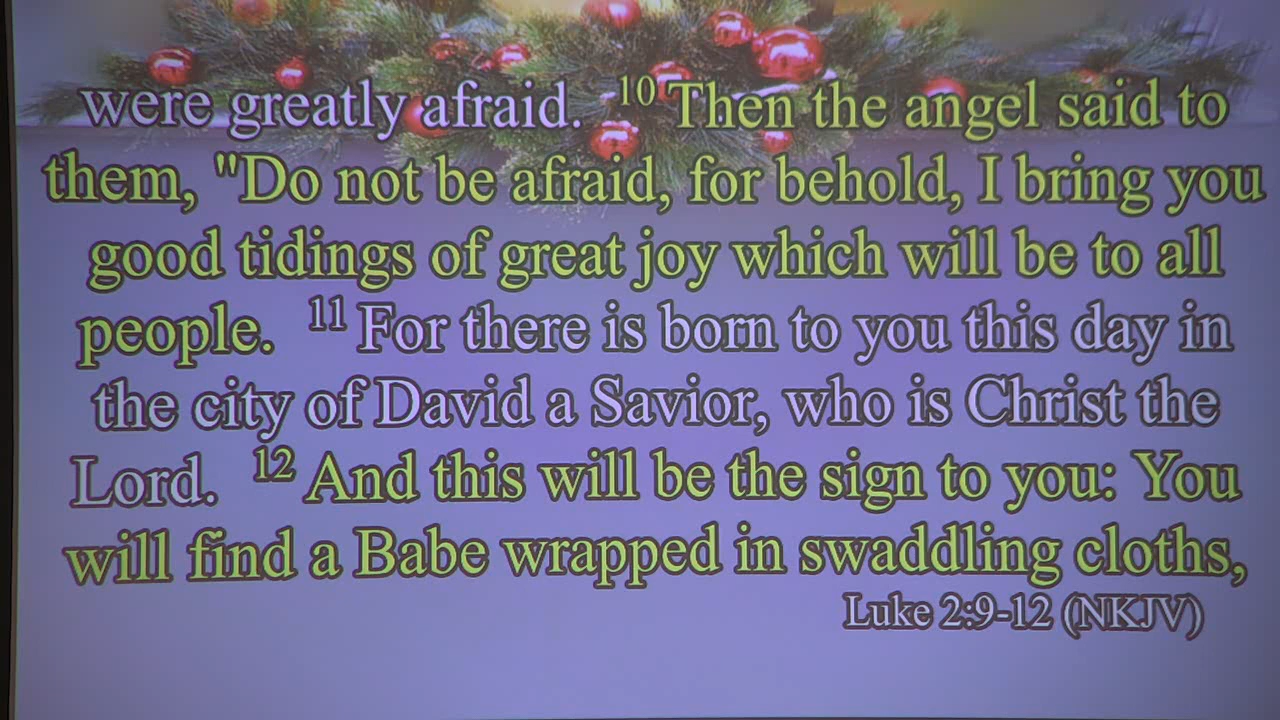 were greatly afraid. 10 Then the angel said to
them, "Do not be afraid, for behold, I bring you
good tidings of great joy which will be to all
people. 11 For there is born to you this day in
the city of David a Savior, who is Christ the
Lord. 12 And this will be the sign to you: You
will find a Babe wrapped in swaddling cloths,
Luke 2:9-12 (NKJV)